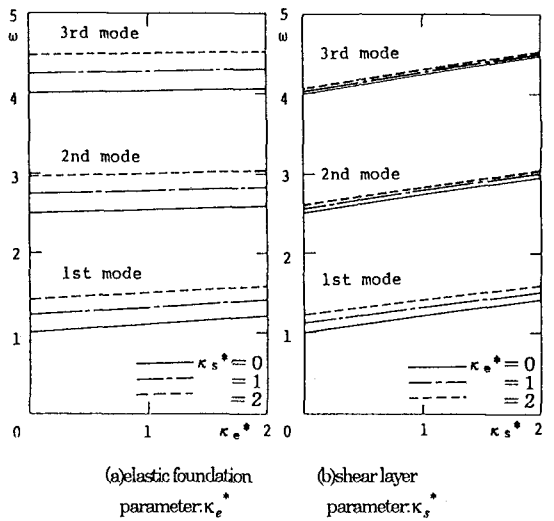 5
ω
3rd mode
4
2nd mode
3
2
1st mode
1
κs* = 0
= 1
= 2
0
1
κe*
2
5
ω
3rd mode
4
2nd mode
3
2
1st mode
1
κe* = 0
= 1
= 2
0
1
κs*
2
(a)elastic foundation
parameter:κe*
(b)shear layer
parameter:κs*